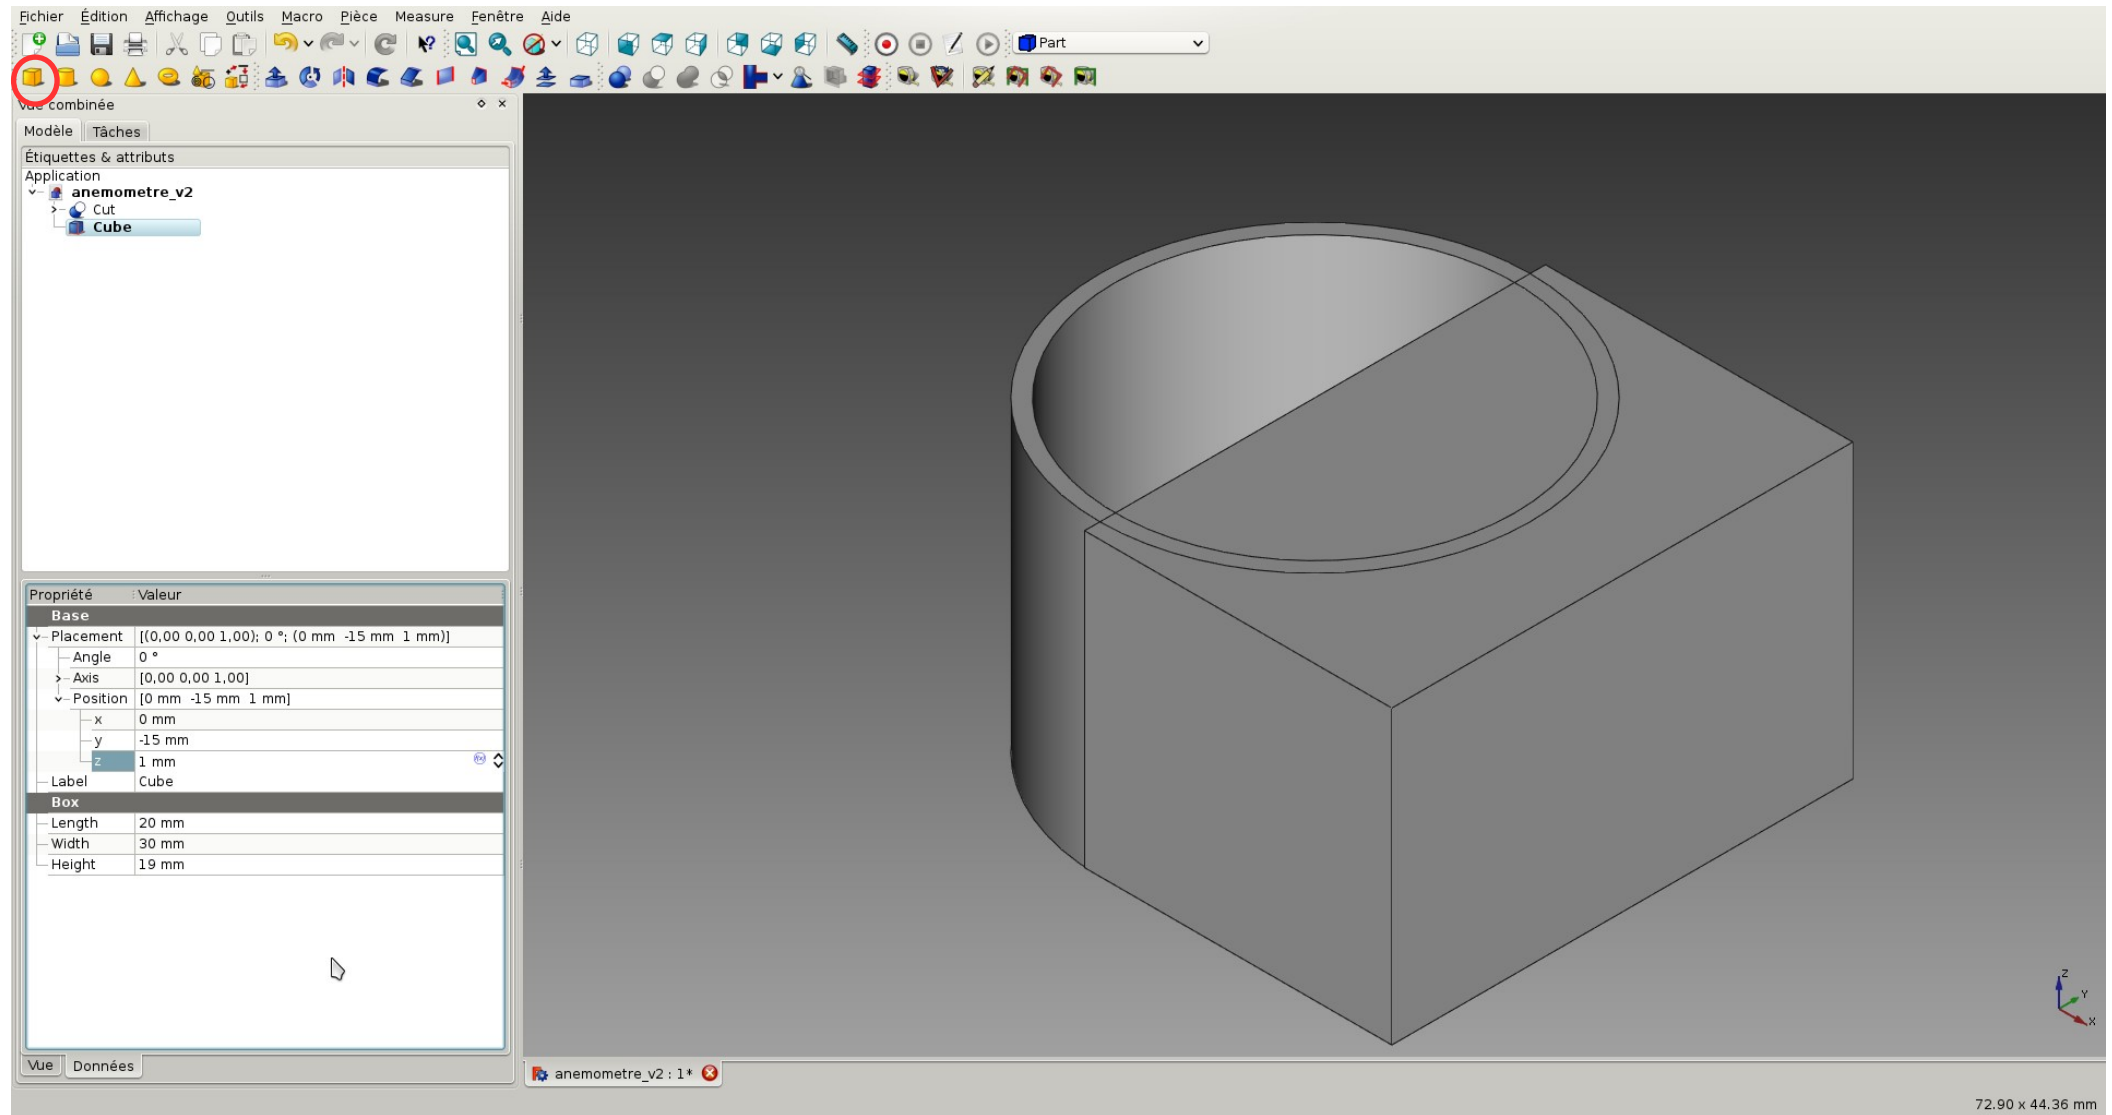 Fichier Édition Affichage Outils Macro Pièce Measure Fenêtre Aide
Part
Vue combinée
Modèle Tâches
Étiquettes & attributs
Application
anemometre_v2
Cut
Cube
Propriété Valeur
Base
Placement [(0,00 0,00 1,00); 0 °; (0 mm -15 mm 1 mm)]
Angle 0 °
Axis [0,00 0,00 1,00]
Position [0 mm -15 mm 1 mm]
x 0 mm
y -15 mm
z 1 mm
Label Cube
Box
Length 20 mm
Width 30 mm
Height 19 mm
Z
Y
X
Vue Données
anemometre_v2 : 1*
72.90 x 44.36 mm